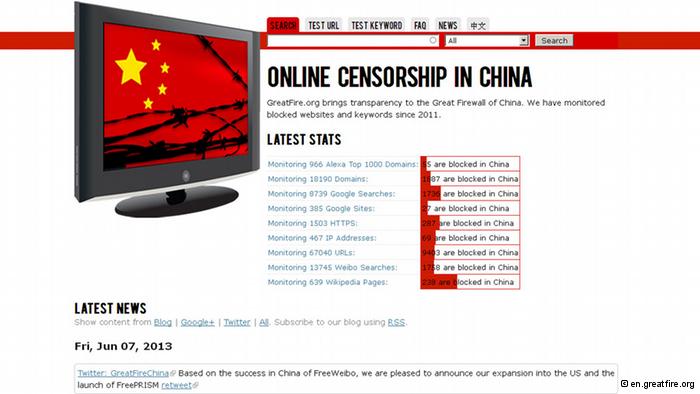 SEARCH TEST URL TEST KEYWORD FAQ NEWS 中文
All Search
ONLINE CENSORSHIP IN CHINA
GreatFire.org brings transparency to the Great Firewall of China. We have monitored
blocked websites and keywords since 2011.
LATEST STATS
Monitoring 966 Alexa Top 1000 Domains: 85 are blocked in China
Monitoring 18190 Domains: 1887 are blocked in China
Monitoring 8739 Google Searches: 1736 are blocked in China
Monitoring 385 Google Sites: 27 are blocked in China
Monitoring 1503 HTTPS: 287 are blocked in China
Monitoring 467 IP Addresses: 69 are blocked in China
Monitoring 67040 URLs: 9403 are blocked in China
Monitoring 13745 Weibo Searches: 1758 are blocked in China
Monitoring 639 Wikipedia Pages: 238 are blocked in China
LATEST NEWS
Show content from Blog | Google+ | Twitter | All. Subscribe to our blog using RSS.
Fri, Jun 07, 2013
Twitter: GreatFireChina Based on the success in China of FreeWeibo, we are pleased to announce our expansion into the US and the
launch of FreePRISM retweet
© en.greatfire.org